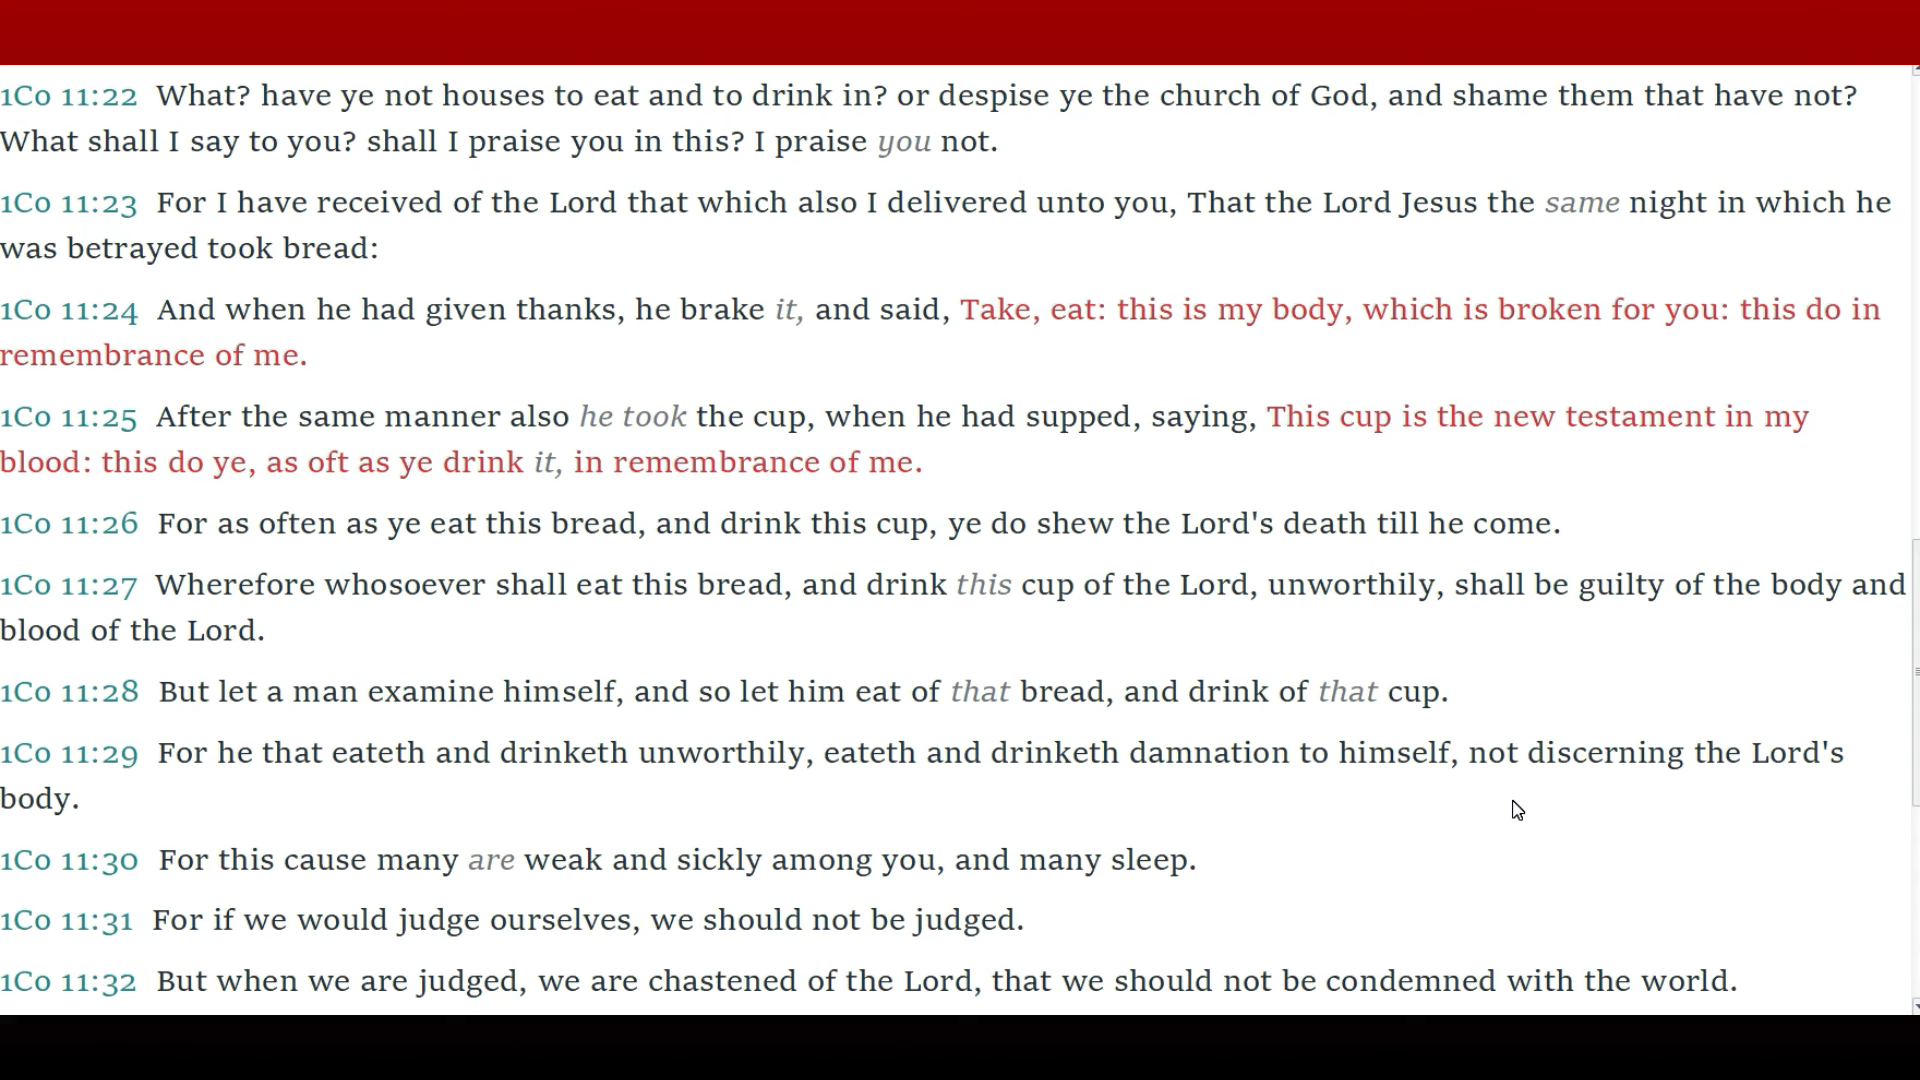 1Co 11:22 What? have ye not houses to eat and to drink in? or despise ye the church of God, and shame them that have not?
What shall I say to you? shall I praise you in this? I praise you not.
1Co 11:23 For I have received of the Lord that which also I delivered unto you, That the Lord Jesus the same night in which he
was betrayed took bread:
1Co 11:24 And when he had given thanks, he brake it, and said, Take, eat: this is my body, which is broken for you: this do in
remembrance of me.
1Co 11:25 After the same manner also he took the cup, when he had supped, saying, This cup is the new testament in my
blood: this do ye, as oft as ye drink it, in remembrance of me.
1Co 11:26 For as often as ye eat this bread, and drink this cup, ye do shew the Lord's death till he come.
1Co 11:27 Wherefore whosoever shall eat this bread, and drink this cup of the Lord, unworthily, shall be guilty of the body and
blood of the Lord.
1Co 11:28 But let a man examine himself, and so let him eat of that bread, and drink of that cup.
1Co 11:29 For he that eateth and drinketh unworthily, eateth and drinketh damnation to himself, not discerning the Lord's
body.
1Co 11:30 For this cause many are weak and sickly among you, and many sleep.
1Co 11:31 For if we would judge ourselves, we should not be judged.
1Co 11:32 But when we are judged, we are chastened of the Lord, that we should not be condemned with the world.